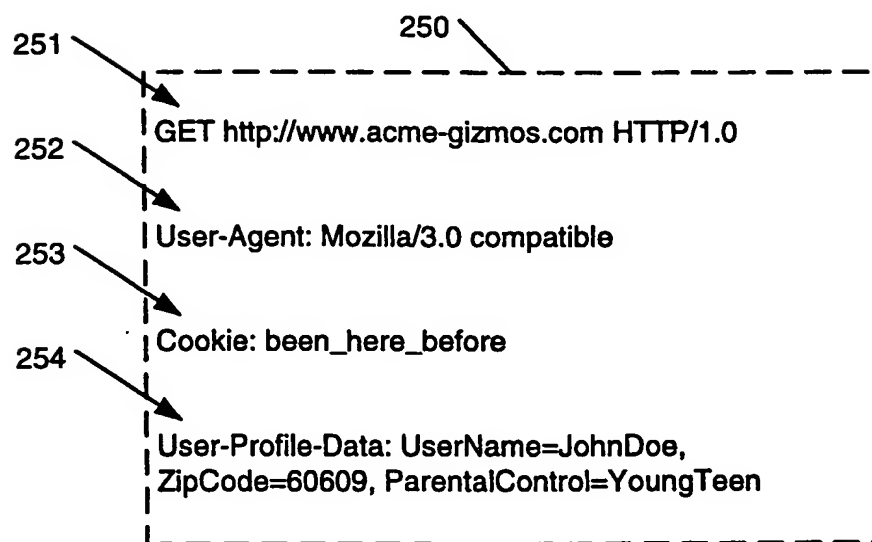 250
251
GET http://www.acme-gizmos.com HTTP/1.0
252
User-Agent: Mozilla/3.0 compatible
253
Cookie: been_here_before
254
User-Profile-Data: UserName=JohnDoe,
ZipCode=60609, ParentalControl=YoungTeen